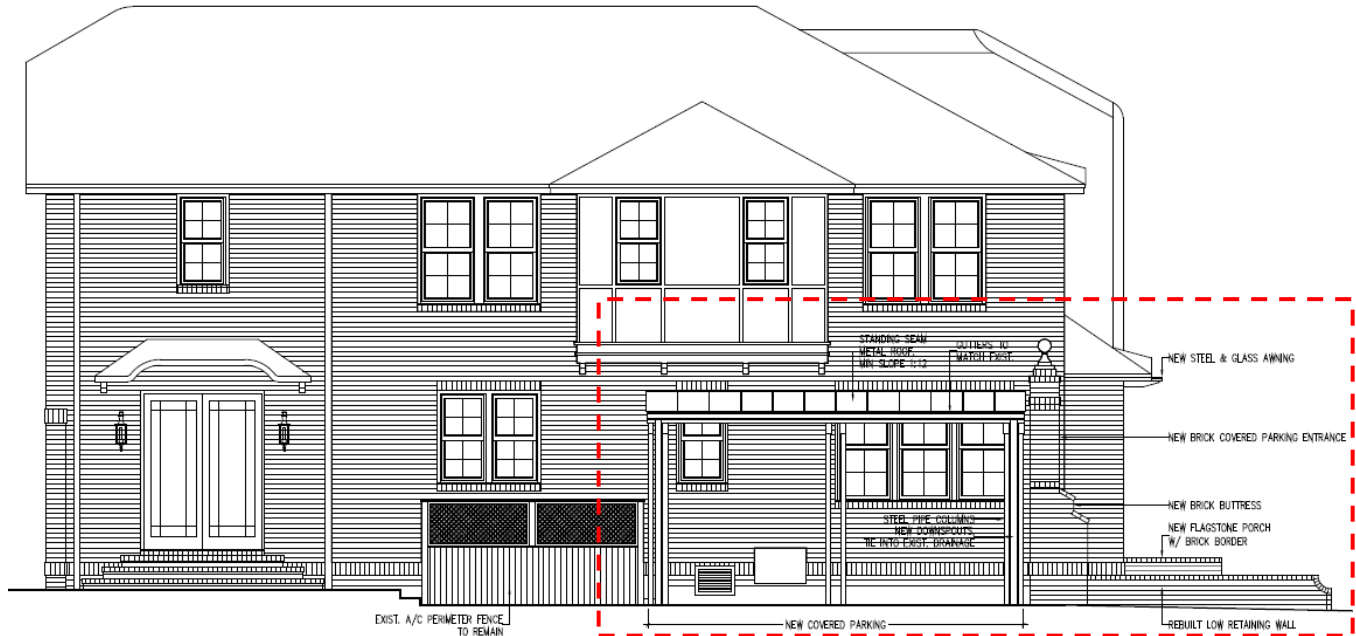 STANDING SEAM
METAL ROOF,
MIN SLOPE 1:12
GUTTERS TO
MATCH EXIST.
NEW STEEL & GLASS AWNING
NEW BRICK COVERED PARKING ENTRANCE
NEW BRICK BUTTRESS
STEEL PIPE COLUMNS
NEW DOWNSPOUTS,
TIE INTO EXIST. DRAINAGE
NEW FLAGSTONE PORCH
W/ BRICK BORDER
EXIST. A/C PERIMETER FENCE
TO REMAIN
NEW COVERED PARKING
REBUILT LOW RETAINING WALL